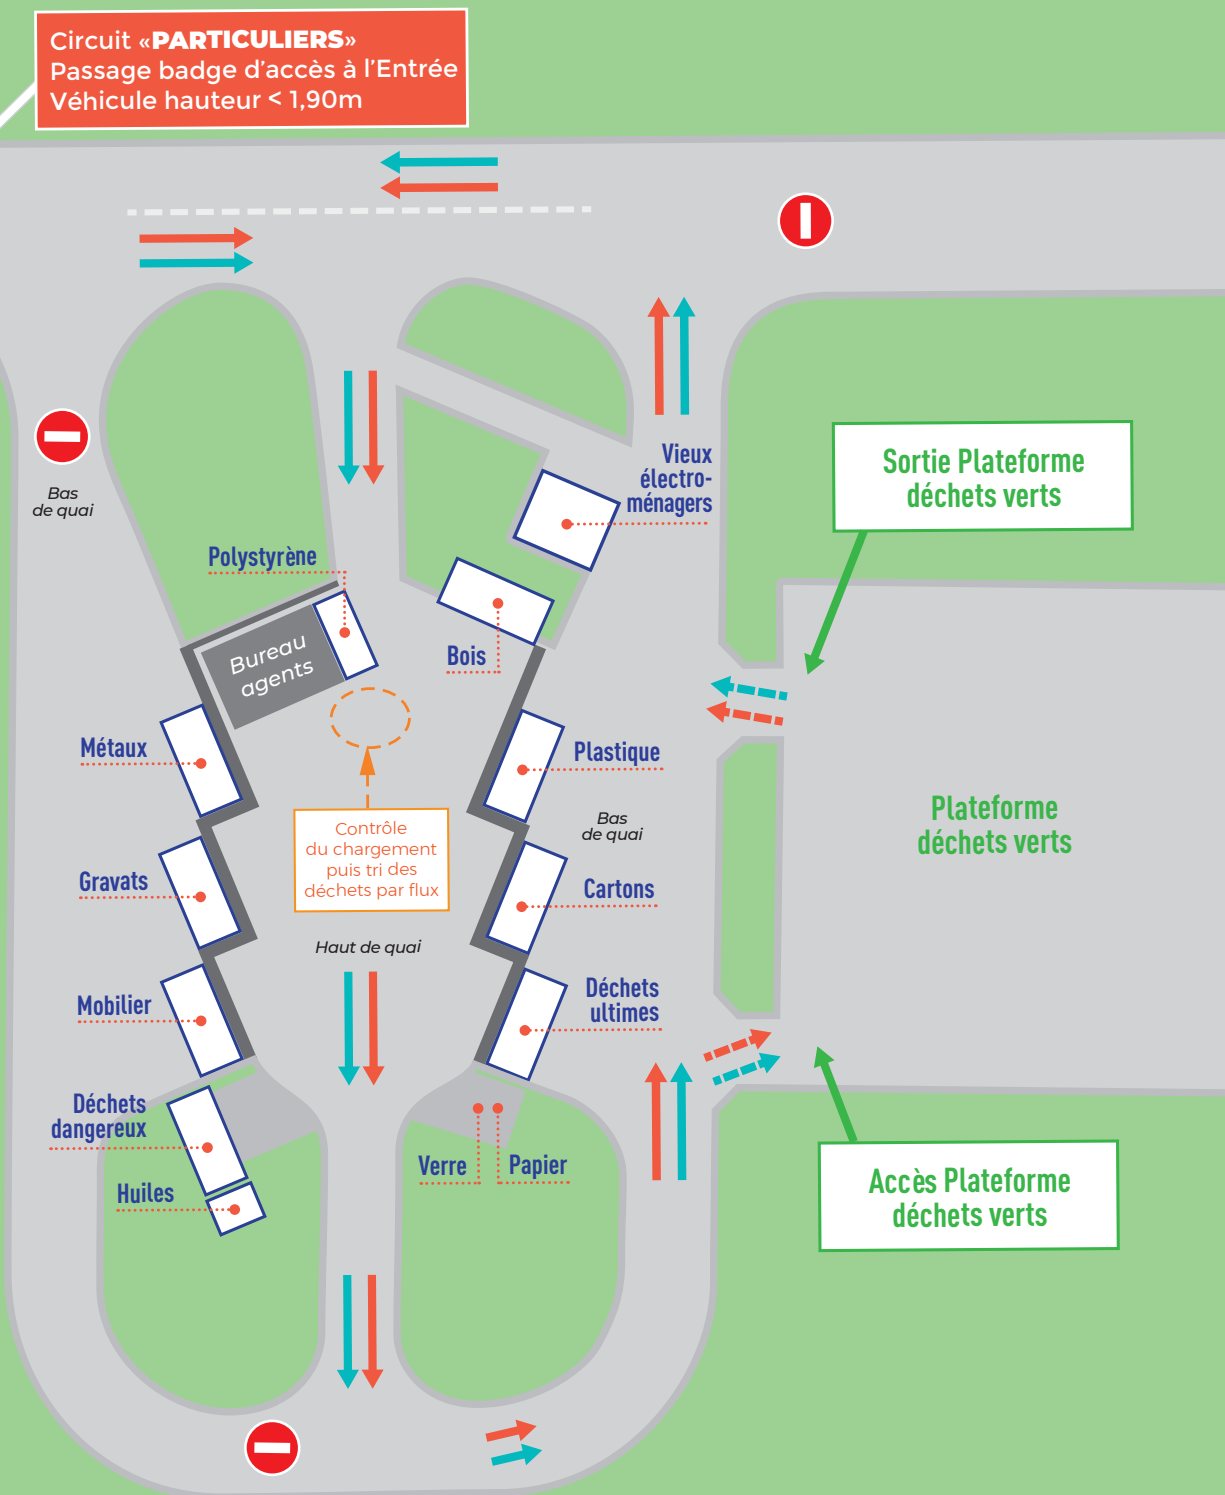 Circuit «PARTICULIERS»
Passage badge d’accès à l’Entrée
Véhicule hauteur < 1,90m
Vieux
électro-
ménagers
Sortie Plateforme
déchets verts
Bas
de quai
Polystyrène
Bureau
agents
Bois
Métaux
Plastique
Contrôle
du chargement
puis tri des
déchets par flux
Bas
de quai
Plateforme
déchets verts
Gravats
Cartons
Haut de quai
Mobilier
Déchets
ultimes
Déchets
dangereux
Huiles
Verre
Papier
Accès Plateforme
déchets verts